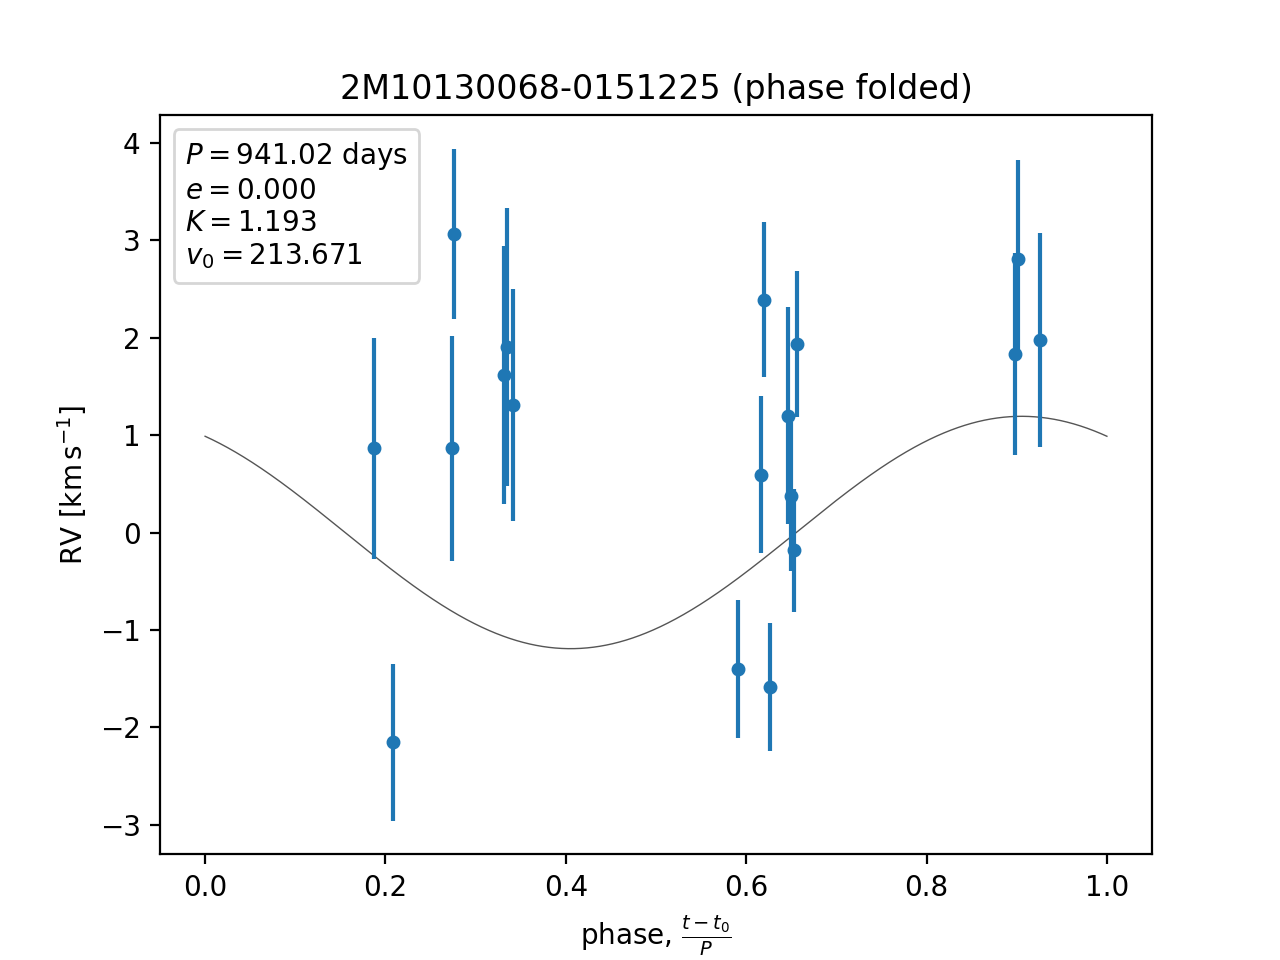 2M10130068-0151225 (phase folded)
P = 941.02 days
e = 0.000
K = 1.193
v₀ = 213.671
4
3
2
1
0
−1
−2
−3
RV [km s⁻¹]
0.0 0.2 0.4 0.6 0.8 1.0
phase, (t − t₀)/P